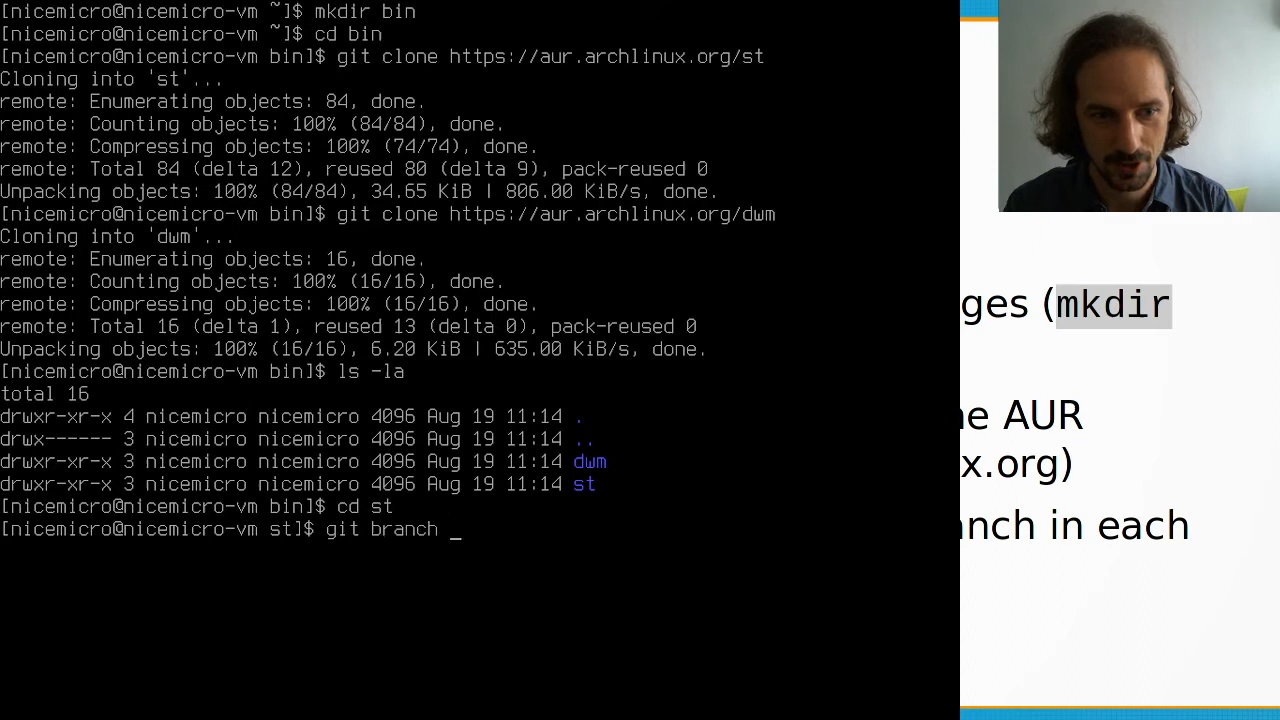 [nicemicro@nicemicro-vm ~]$ mkdir bin
[nicemicro@nicemicro-vm ~]$ cd bin
[nicemicro@nicemicro-vm bin]$ git clone https://aur.archlinux.org/st
Cloning into 'st'...
remote: Enumerating objects: 84, done.
remote: Counting objects: 100% (84/84), done.
remote: Compressing objects: 100% (74/74), done.
remote: Total 84 (delta 12), reused 80 (delta 9), pack-reused 0
Unpacking objects: 100% (84/84), 34.65 KiB | 806.00 KiB/s, done.
[nicemicro@nicemicro-vm bin]$ git clone https://aur.archlinux.org/dwm
Cloning into 'dwm'...
remote: Enumerating objects: 16, done.
remote: Counting objects: 100% (16/16), done.
remote: Compressing objects: 100% (16/16), done.
remote: Total 16 (delta 1), reused 13 (delta 0), pack-reused 0
Unpacking objects: 100% (16/16), 6.20 KiB | 635.00 KiB/s, done.
[nicemicro@nicemicro-vm bin]$ ls -la
total 16
drwxr-xr-x 4 nicemicro nicemicro 4096 Aug 19 11:14 .
drwx------ 3 nicemicro nicemicro 4096 Aug 19 11:14 ..
drwxr-xr-x 3 nicemicro nicemicro 4096 Aug 19 11:14 dwm
drwxr-xr-x 3 nicemicro nicemicro 4096 Aug 19 11:14 st
[nicemicro@nicemicro-vm bin]$ cd st
[nicemicro@nicemicro-vm st]$ git branch _
ges (mkdir
ne AUR
x.org)
anch in each